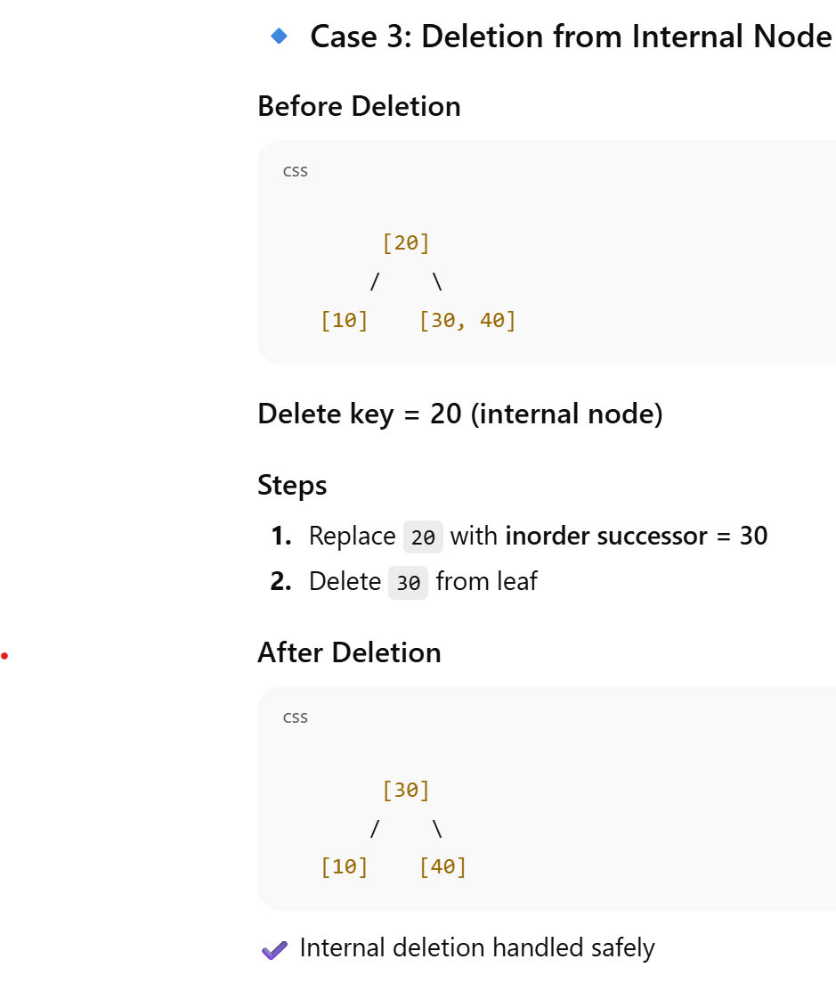 Case 3: Deletion from Internal Node
Before Deletion
css
[20]
/ \
[10] [30, 40]
Delete key = 20 (internal node)
Steps
1. Replace 20 with inorder successor = 30
2. Delete 30 from leaf
After Deletion
css
[30]
/ \
[10] [40]
Internal deletion handled safely